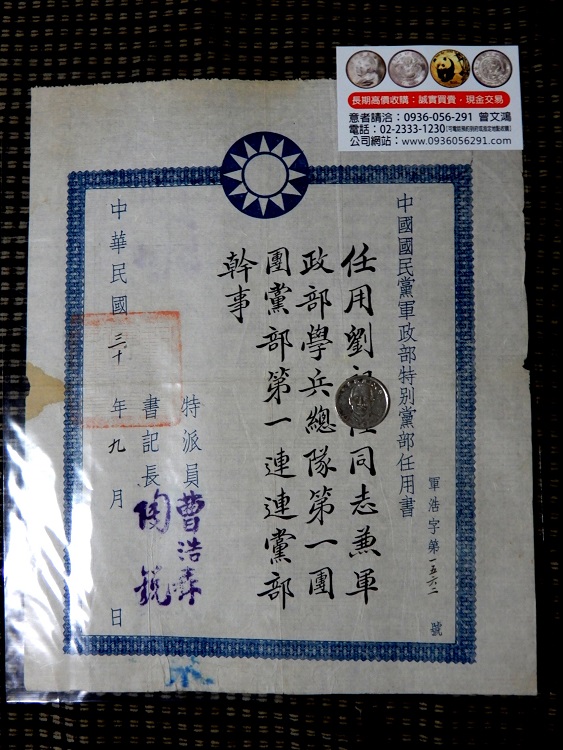 長期高價收購：誠實買賣・現金交易
意者請洽：0936-056-291 曾文鴻
電話：02-2333-1230
公司網站：www.0936056291.com
中國國民黨軍政部特別黨部任用書
軍浩字第一五六二號
任用劉 同志兼軍
政部學兵總隊第一團
團黨部第一連連黨部
幹事
特派員 曹浩森
書記長
中華民國三十年九月 日